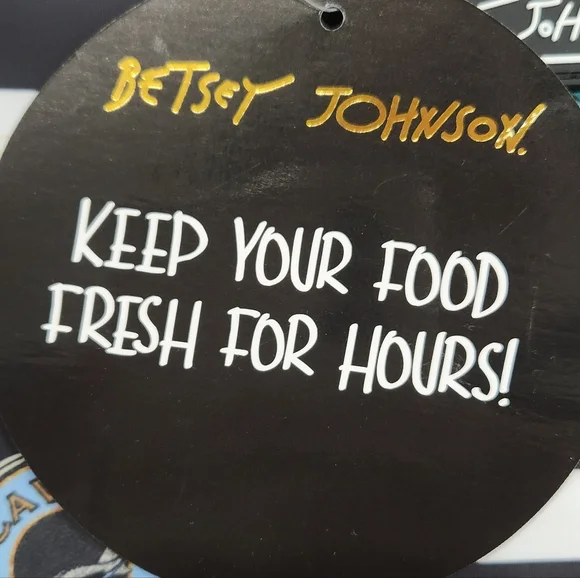 BETSEY JOHNSON.
KEEP YOUR FOOD
FRESH FOR HOURS!